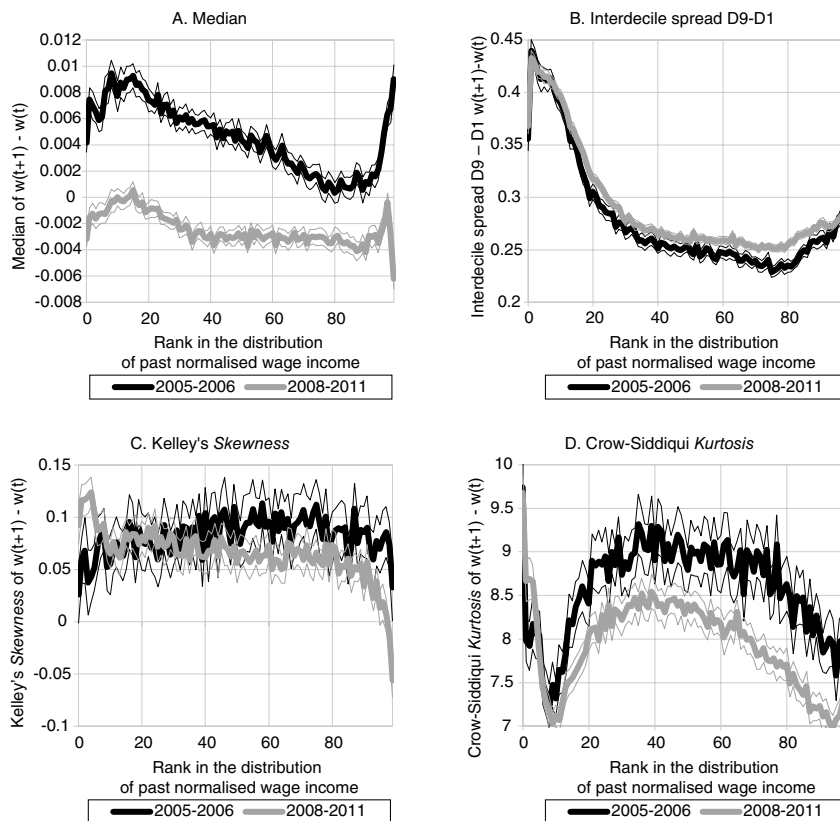 A. Median
0.012
0.01
0.008
0.006
0.004
0.002
0
-0.002
-0.004
-0.006
-0.008
Median of w(t+1) - w(t)
0 20 40 60 80
Rank in the distribution
of past normalised wage income
2005-2006 2008-2011
B. Interdecile spread D9-D1
0.45
0.4
0.35
0.3
0.25
0.2
Interdecile spread D9 – D1 w(t+1)-w(t)
0 20 40 60 80
Rank in the distribution
of past normalised wage income
2005-2006 2008-2011
C. Kelley's Skewness
0.15
0.1
0.05
0
-0.05
-0.1
Kelley's Skewness of w(t+1) - w(t)
0 20 40 60 80
Rank in the distribution
of past normalised wage income
2005-2006 2008-2011
D. Crow-Siddiqui Kurtosis
10
9.5
9
8.5
8
7.5
7
Crow-Siddiqui Kurtosis of w(t+1) - w(t)
0 20 40 60 80
Rank in the distribution
of past normalised wage income
2005-2006 2008-2011